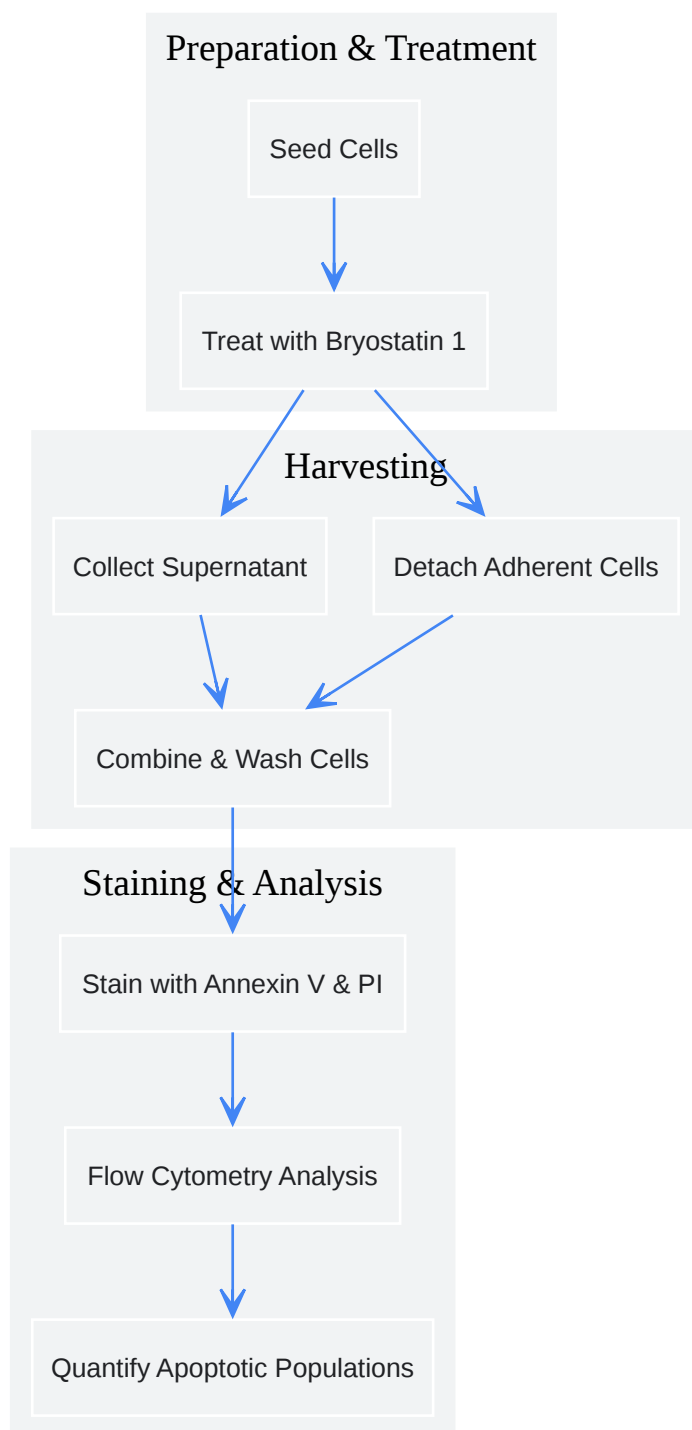 Preparation & Treatment
Seed Cells
Treat with Bryostatin 1
Harvesting
Collect Supernatant
Detach Adherent Cells
Combine & Wash Cells
Staining & Analysis
Stain with Annexin V & PI
Flow Cytometry Analysis
Quantify Apoptotic Populations